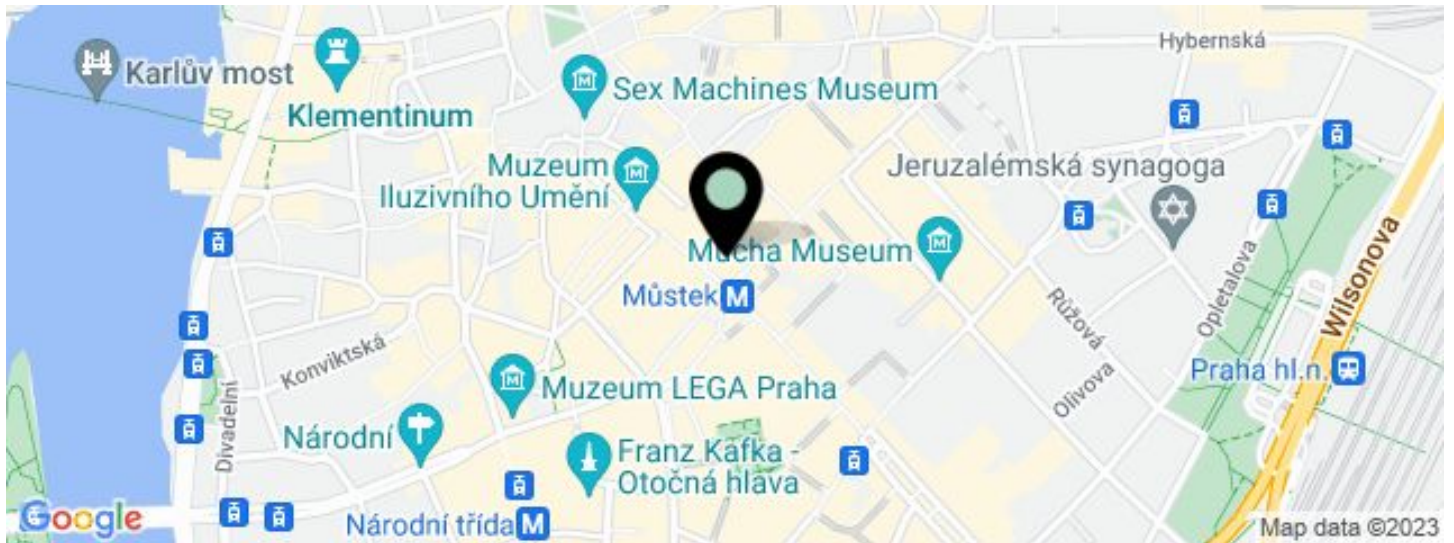 Hybernská
Karlův most
Klementinum
Sex Machines Museum
Muzeum
Iluzivního Umění
Jeruzalémská synagoga
Mucha Museum
Můstek M
Opletalova
Wilsonova
Růžová
Konviktská
Praha hl.n.
Olivova
Muzeum LEGA Praha
Divadelní
Národní
Franz Kafka -
Otočná hlava
Google
Národní třída M
Map data ©2023